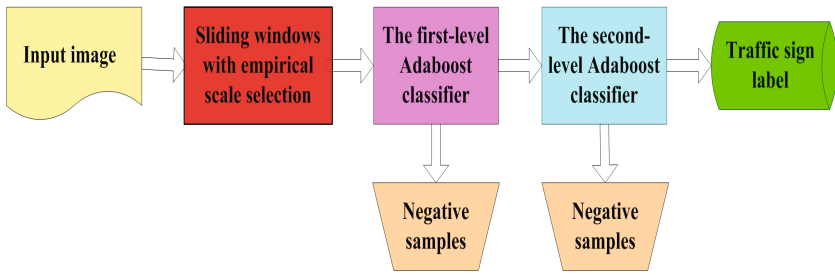 Input image
Sliding windows
with empirical
scale selection
The first-level
Adaboost
classifier
The second-
level Adaboost
classifier
Traffic sign
label
Negative
samples
Negative
samples